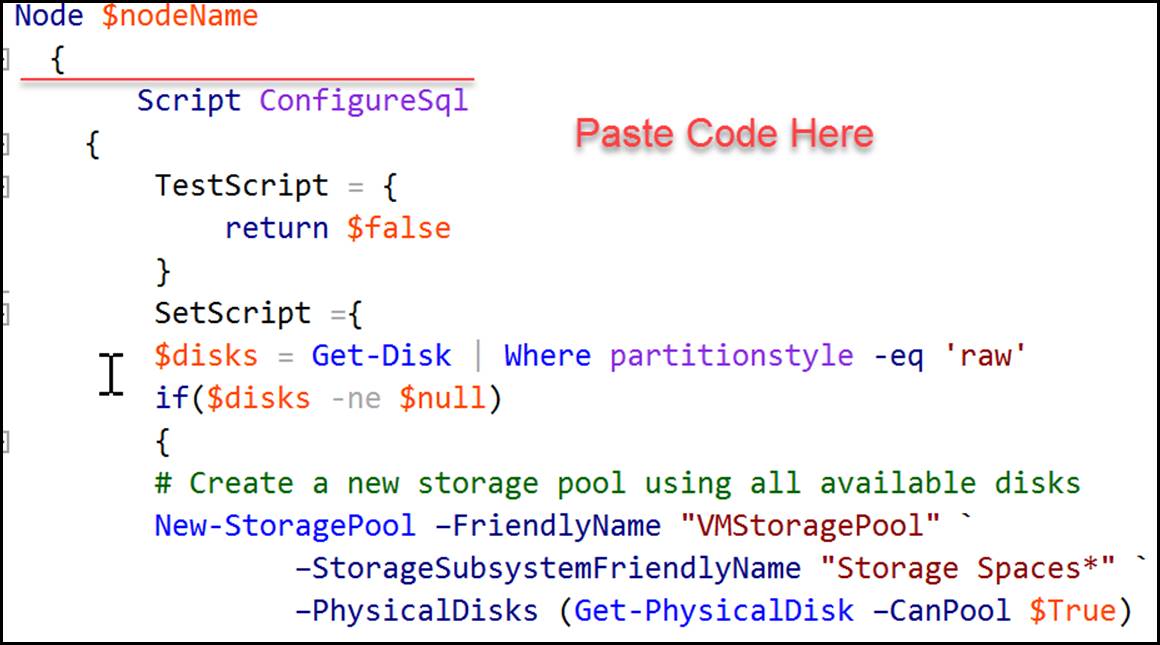 Node $nodeName
{
Script ConfigureSql
Paste Code Here
{
TestScript = {
return $false
}
SetScript ={
$disks = Get-Disk | Where partitionstyle -eq 'raw'
if($disks -ne $null)
{
# Create a new storage pool using all available disks
New-StoragePool –FriendlyName "VMStoragePool" `
–StorageSubsystemFriendlyName "Storage Spaces*" `
–PhysicalDisks (Get-PhysicalDisk –CanPool $True)